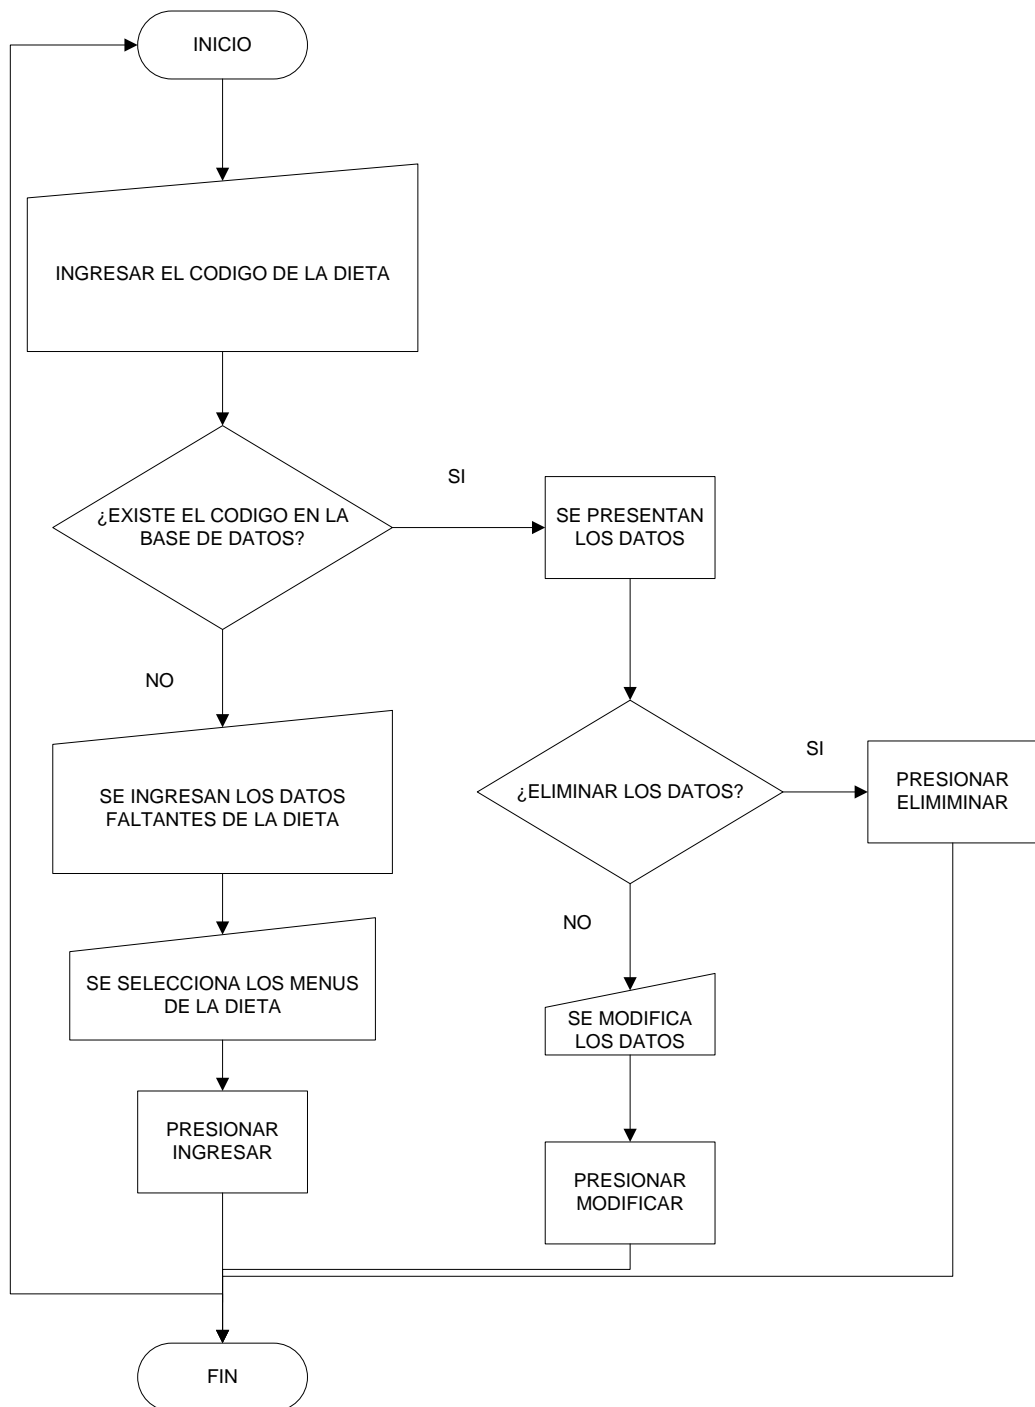 INICIO
INGRESAR EL CODIGO DE LA DIETA
¿EXISTE EL CODIGO EN LA
BASE DE DATOS?
SI
SE PRESENTAN
LOS DATOS
NO
SE INGRESAN LOS DATOS
FALTANTES DE LA DIETA
¿ELIMINAR LOS DATOS?
SI
PRESIONAR
ELIMIMINAR
SE SELECCIONA LOS MENUS
DE LA DIETA
NO
SE MODIFICA
LOS DATOS
PRESIONAR
INGRESAR
PRESIONAR
MODIFICAR
FIN